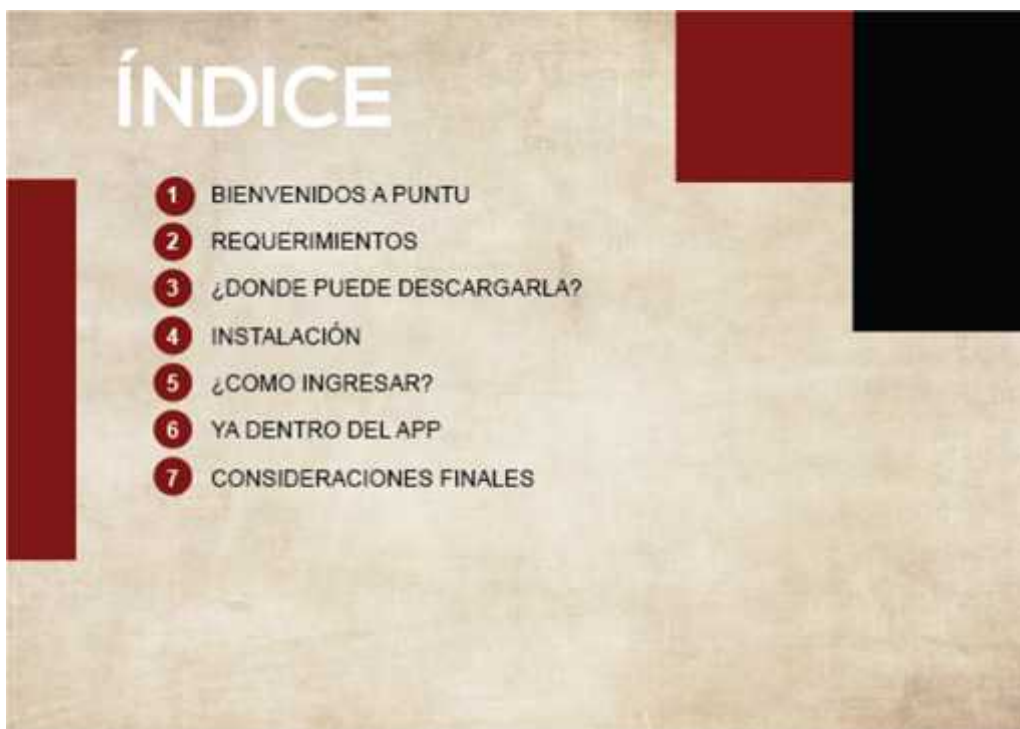 ÍNDICE
1 BIENVENIDOS A PUNTU
2 REQUERIMIENTOS
3 ¿DONDE PUEDE DESCARGARLA?
4 INSTALACIÓN
5 ¿COMO INGRESAR?
6 YA DENTRO DEL APP
7 CONSIDERACIONES FINALES